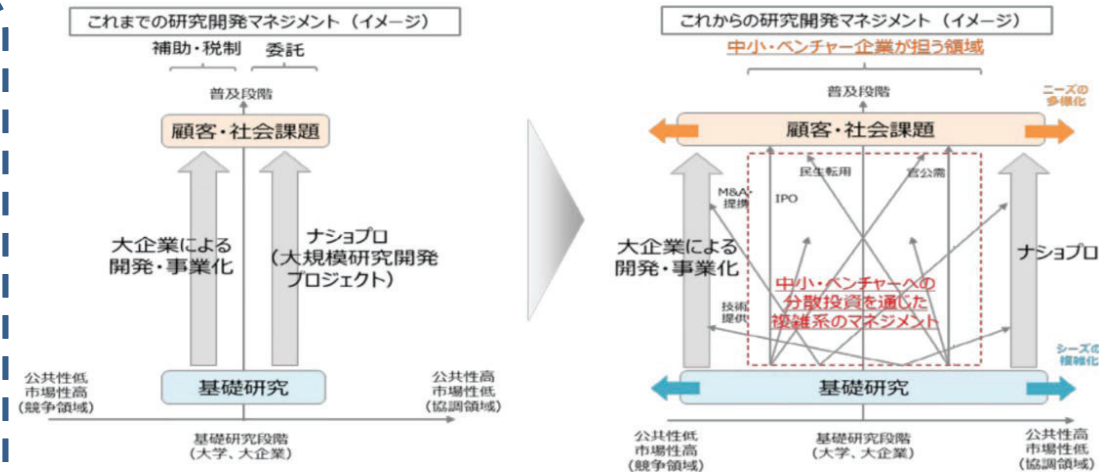 これまでの研究開発マネジメント（イメージ）
補助・税制
委託
普及段階
顧客・社会課題
大企業による
開発・事業化
ナショプロ
（大規模研究開発
プロジェクト）
基礎研究
公共性低
市場性高
（競争領域）
公共性高
市場性低
（協調領域）
基礎研究段階
（大学、大企業）
これからの研究開発マネジメント（イメージ）
中小・ベンチャー企業が担う領域
普及段階
ニーズの
多様化
顧客・社会課題
民生転用
官公需
M&A・
提携
IPO
大企業による
開発・事業化
ナショプロ
中小・ベンチャーへの
分散投資を通じた
複雑系のマネジメント
技術
提供
シーズの
複雑化
基礎研究
公共性低
市場性高
（競争領域）
基礎研究段階
（大学、大企業）
公共性高
市場性低
（協調領域）